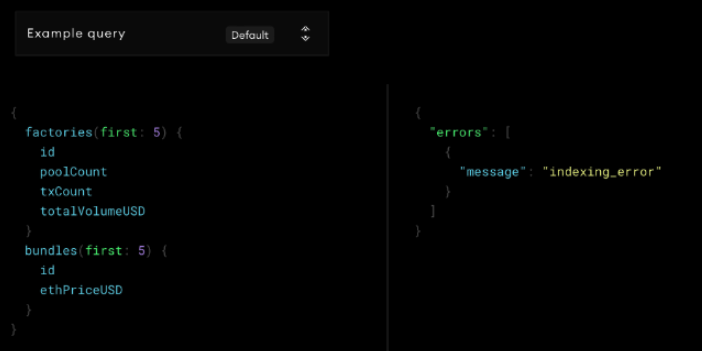 Example query
Default
{
factories(first: 5) {
id
poolCount
txCount
totalVolumeUSD
}
bundles(first: 5) {
id
ethPriceUSD
}
}
{
"errors": [
{
"message": "indexing_error"
}
]
}